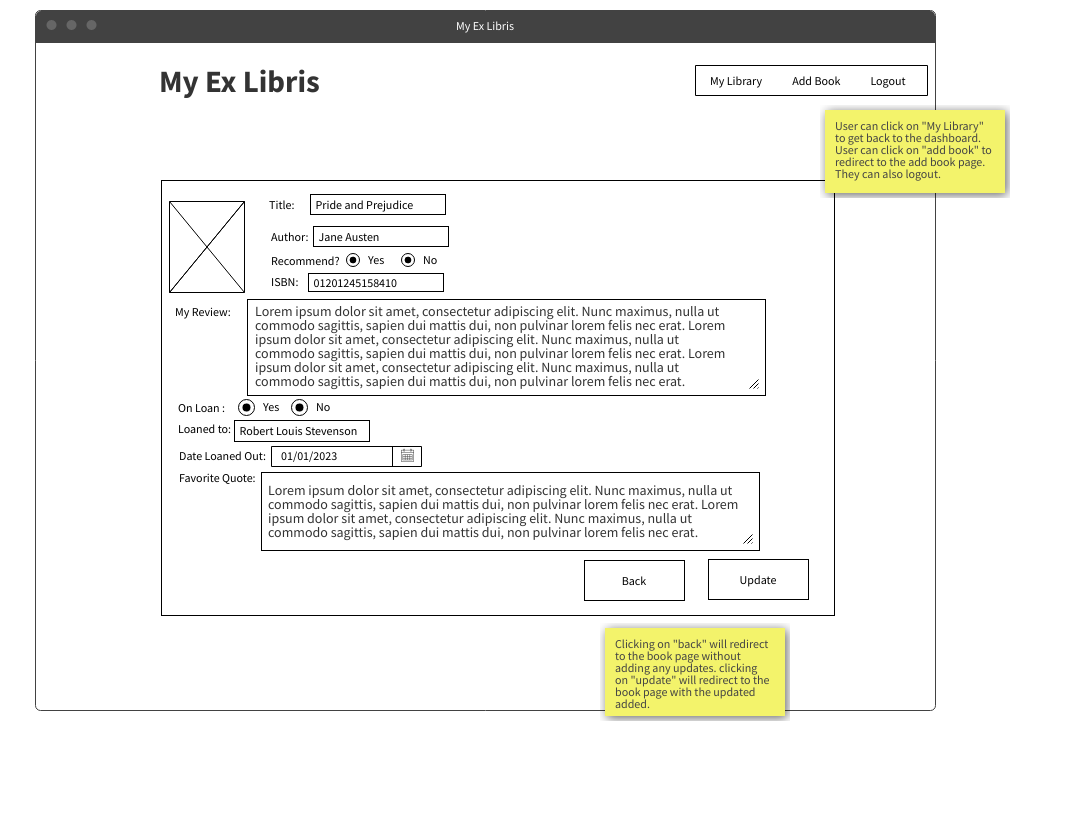 My Ex Libris
My Ex Libris
My Library Add Book Logout
User can click on "My Library"
to get back to the dashboard.
User can click on "add book" to
redirect to the add book page.
They can also logout.
Title: Pride and Prejudice
Author: Jane Austen
Recommend? Yes No
ISBN: 01201245158410
My Review:
Lorem ipsum dolor sit amet, consectetur adipiscing elit. Nunc maximus, nulla ut
commodo sagittis, sapien dui mattis dui, non pulvinar lorem felis nec erat. Lorem
ipsum dolor sit amet, consectetur adipiscing elit. Nunc maximus, nulla ut
commodo sagittis, sapien dui mattis dui, non pulvinar lorem felis nec erat. Lorem
ipsum dolor sit amet, consectetur adipiscing elit. Nunc maximus, nulla ut
commodo sagittis, sapien dui mattis dui, non pulvinar lorem felis nec erat.
On Loan : Yes No
Loaned to: Robert Louis Stevenson
Date Loaned Out: 01/01/2023
Favorite Quote:
Lorem ipsum dolor sit amet, consectetur adipiscing elit. Nunc maximus, nulla ut
commodo sagittis, sapien dui mattis dui, non pulvinar lorem felis nec erat. Lorem
ipsum dolor sit amet, consectetur adipiscing elit. Nunc maximus, nulla ut
commodo sagittis, sapien dui mattis dui, non pulvinar lorem felis nec erat.
Back Update
Clicking on "back" will redirect
to the book page without
adding any updates. clicking
on "update" will redirect to the
book page with the updated
added.